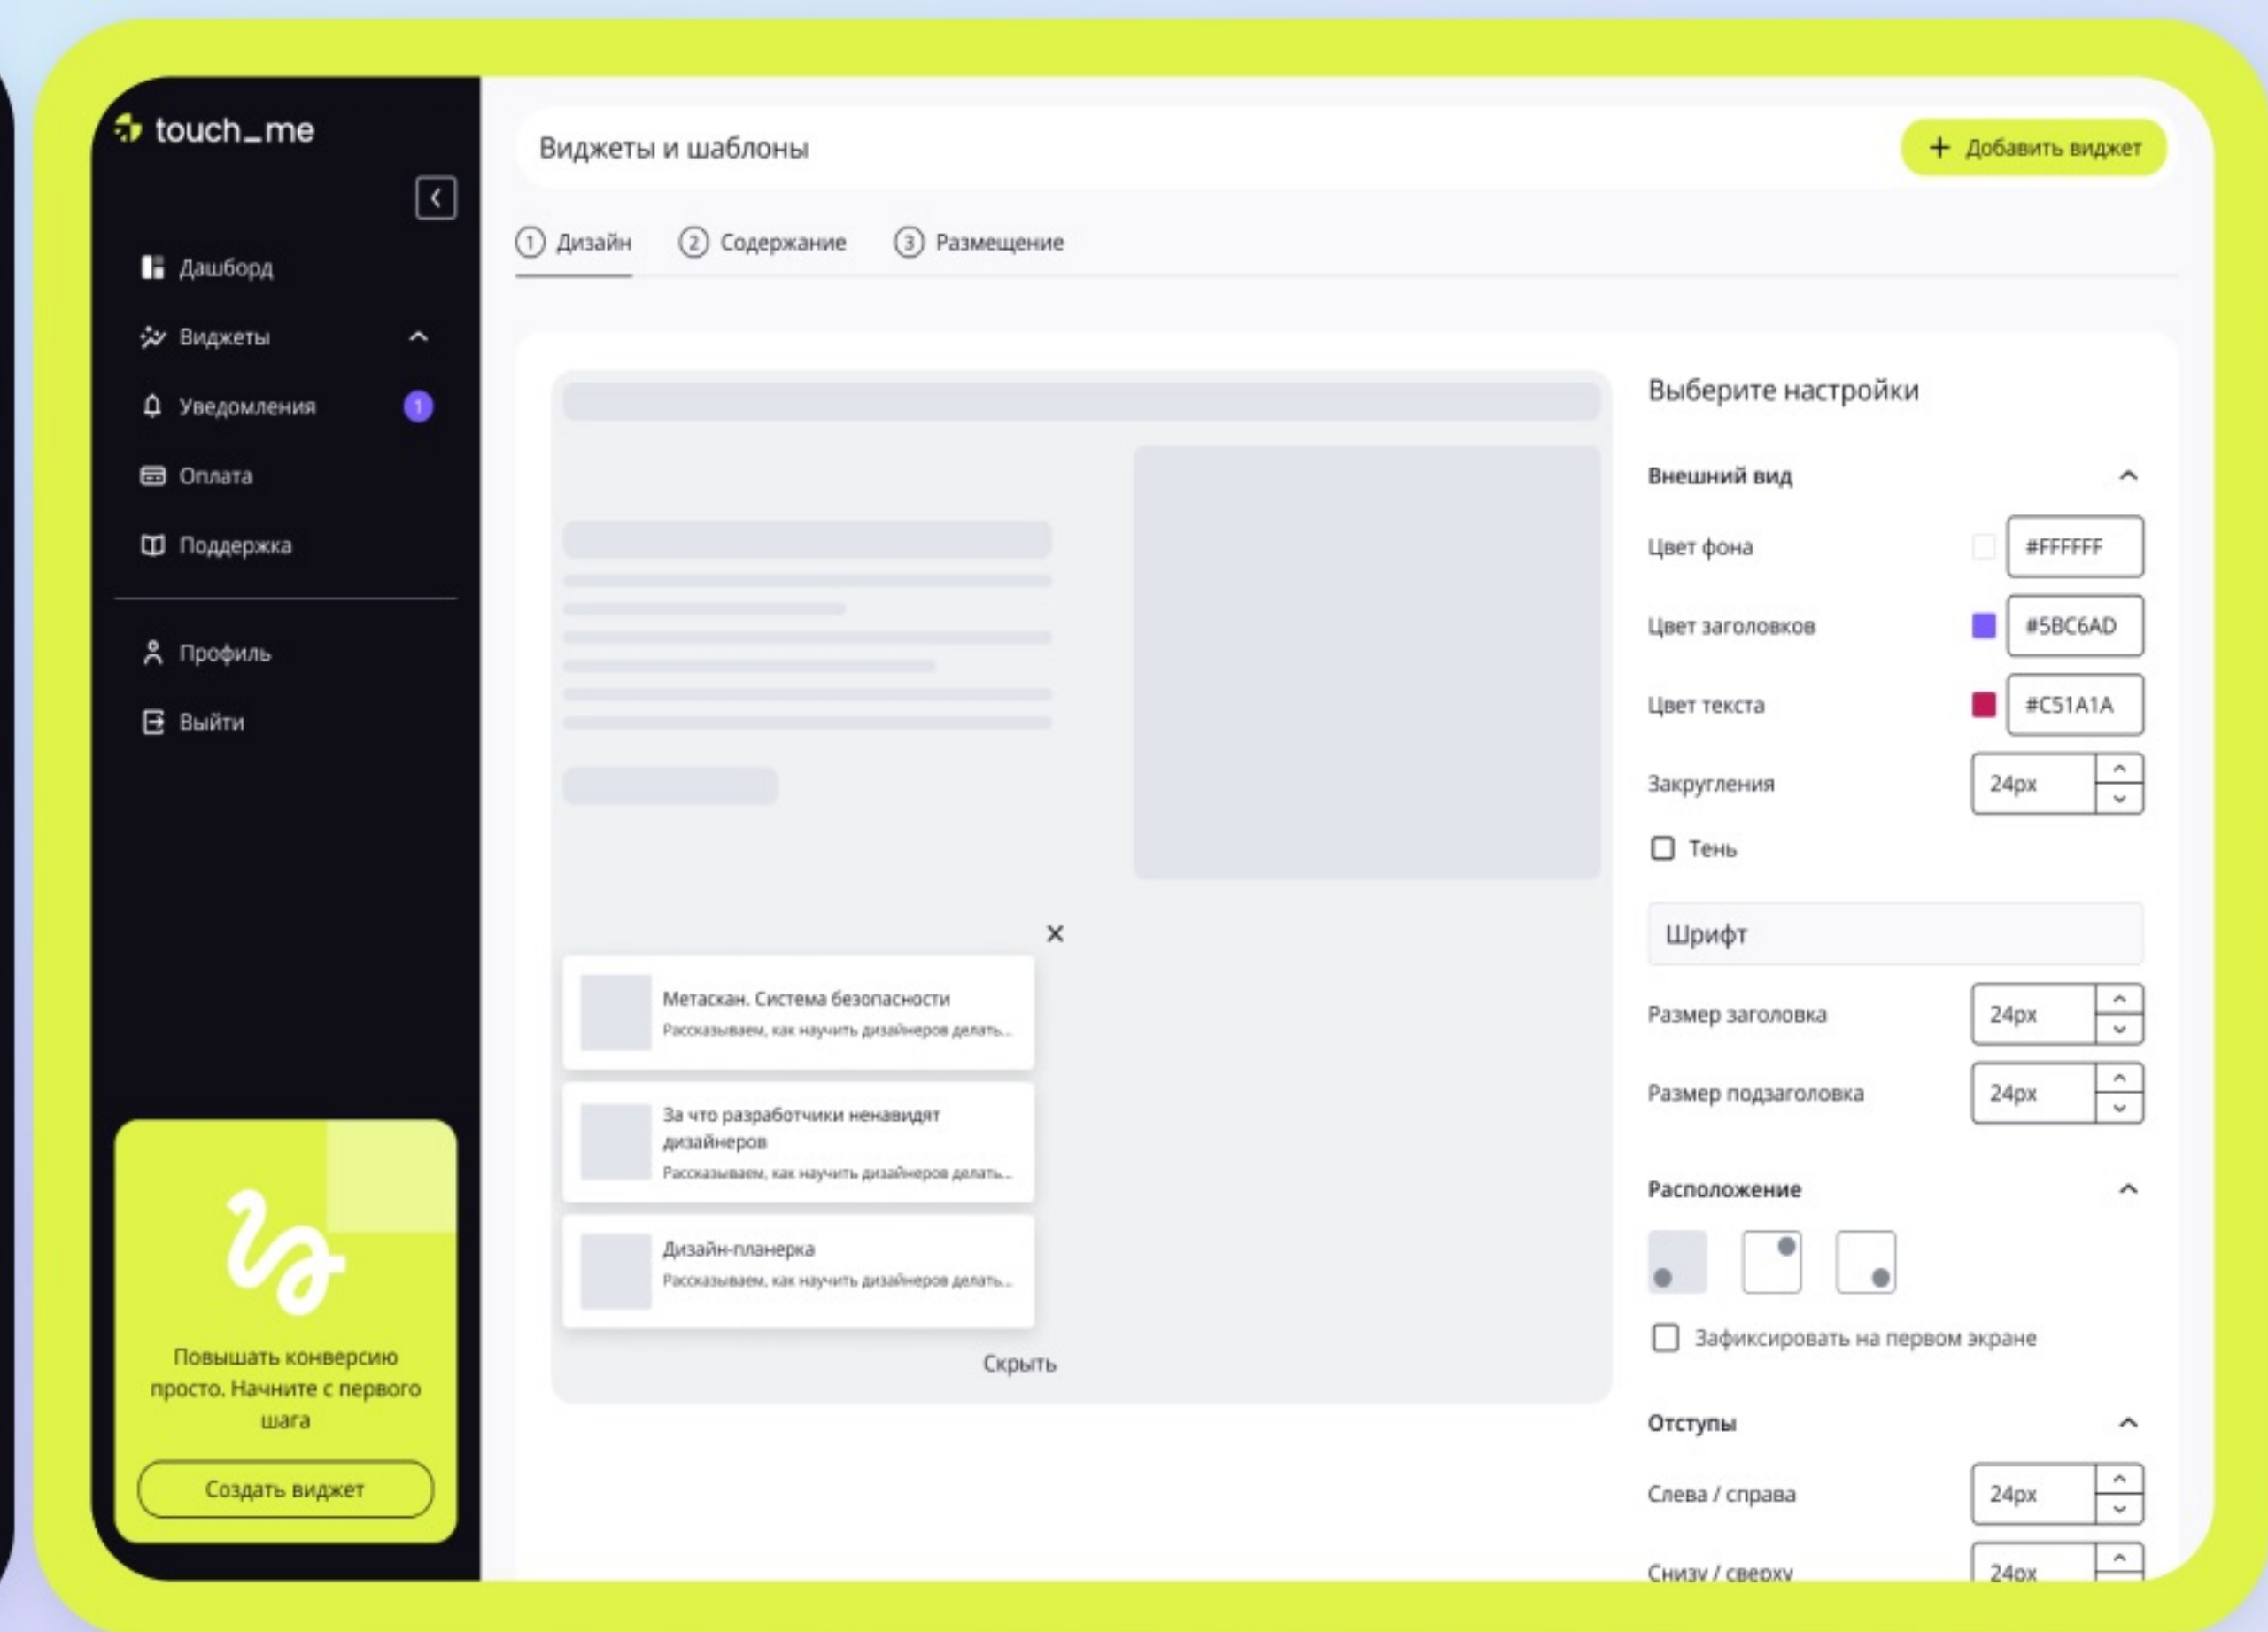 touch_me
Дашборд
Виджеты
Уведомления 1
Оплата
Поддержка
Профиль
Выйти
Повышать конверсию
просто. Начните с первого
шага
Создать виджет
Виджеты и шаблоны
+ Добавить виджет
1 Дизайн 2 Содержание 3 Размещение
Метаскан. Система безопасности
Рассказываем, как научить дизайнеров делать...
За что разработчики ненавидят
дизайнеров
Рассказываем, как научить дизайнеров делать...
Дизайн-планерка
Рассказываем, как научить дизайнеров делать...
Скрыть
Выберите настройки
Внешний вид
Цвет фона #FFFFFF
Цвет заголовков #5BC6AD
Цвет текста #C51A1A
Закругления 24px
Тень
Шрифт
Размер заголовка 24px
Размер подзаголовка 24px
Расположение
Зафиксировать на первом экране
Отступы
Слева / справа 24px
Снизу / сверху 24px